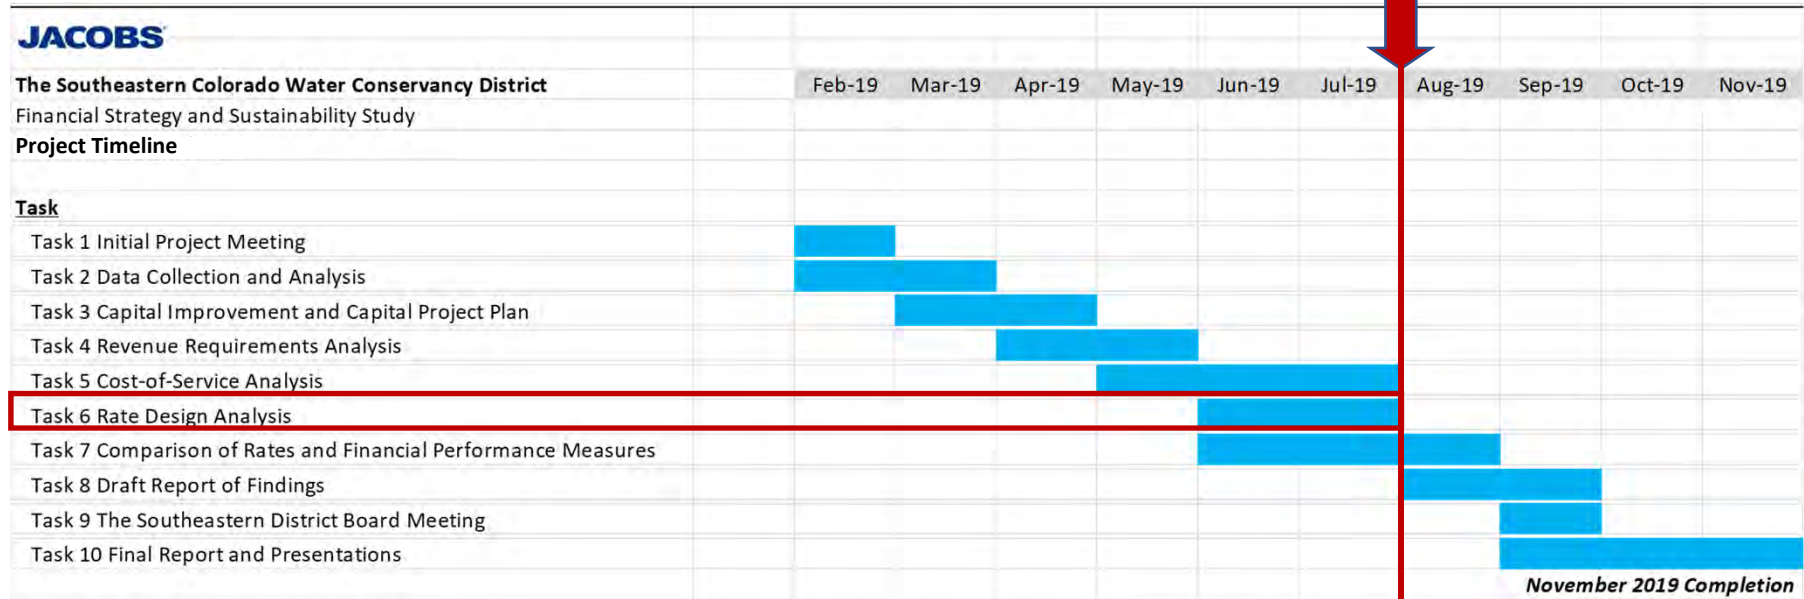 JACOBS
The Southeastern Colorado Water Conservancy District Feb-19 Mar-19 Apr-19 May-19 Jun-19 Jul-19 Aug-19 Sep-19 Oct-19 Nov-19
Financial Strategy and Sustainability Study
Project Timeline
Task
Task 1 Initial Project Meeting
Task 2 Data Collection and Analysis
Task 3 Capital Improvement and Capital Project Plan
Task 4 Revenue Requirements Analysis
Task 5 Cost-of-Service Analysis
Task 6 Rate Design Analysis
Task 7 Comparison of Rates and Financial Performance Measures
Task 8 Draft Report of Findings
Task 9 The Southeastern District Board Meeting
Task 10 Final Report and Presentations
November 2019 Completion